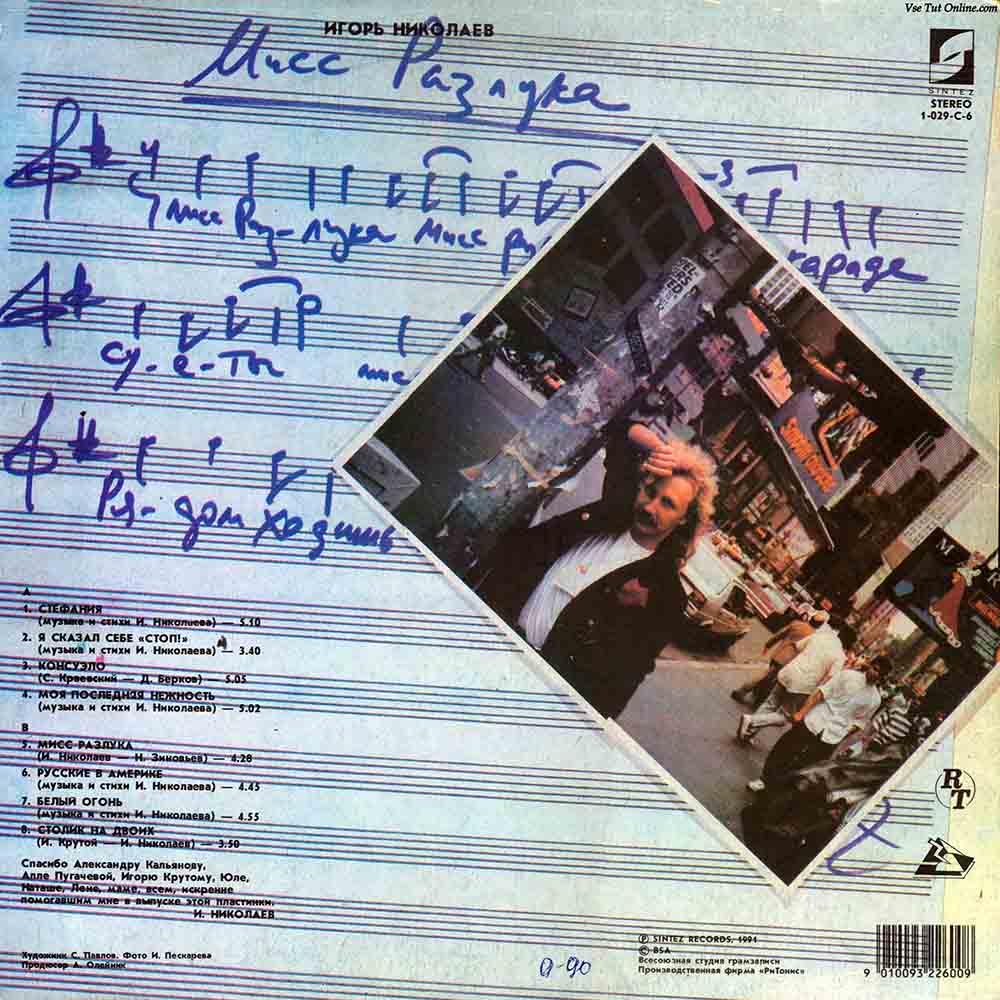 Vse Tut Online.com
ИГОРЬ НИКОЛАЕВ
Мисс Разлука
SINTEZ
STEREO
1-029-C-6
Мисс Раз-лука Мисс
су-е-ты мис
Ря-дом ходишь
A
1. СТЕФАНИЯ
(музыка и стихи И. Николаева) — 5.10
2. Я СКАЗАЛ СЕБЕ «СТОП!»
(музыка и стихи И. Николаева) — 3.40
3. КОНСУЭЛО
(С. Краевский — Д. Берков) — 5.05
4. МОЯ ПОСЛЕДНЯЯ НЕЖНОСТЬ
(музыка и стихи И. Николаева) — 5.02
B
5. МИСС РАЗЛУКА
(И. Николаев — Н. Зиновьев) — 4.28
6. РУССКИЕ В АМЕРИКЕ
(музыка и стихи И. Николаева) — 4.45
7. БЕЛЫЙ ОГОНЬ
(музыка и стихи И. Николаева) — 4.55
8. СТОЛИК НА ДВОИХ
(И. Крутой — И. Николаев) — 3.50
Спасибо Александру Кальянову,
Алле Пугачевой, Игорю Крутому, Юле,
Наташе, Лене, маме, всем, искренне
помогавшим мне в выпуске этой пластинки.
И. НИКОЛАЕВ
Художник С. Павлов. Фото И. Пескарева
Продюсер А. Олейник
0-90
RT
℗ SINTEZ RECORDS, 1991
© BSA
Всесоюзная студия грамзаписи
Производственная фирма «РиТонис»
9 010093 226009